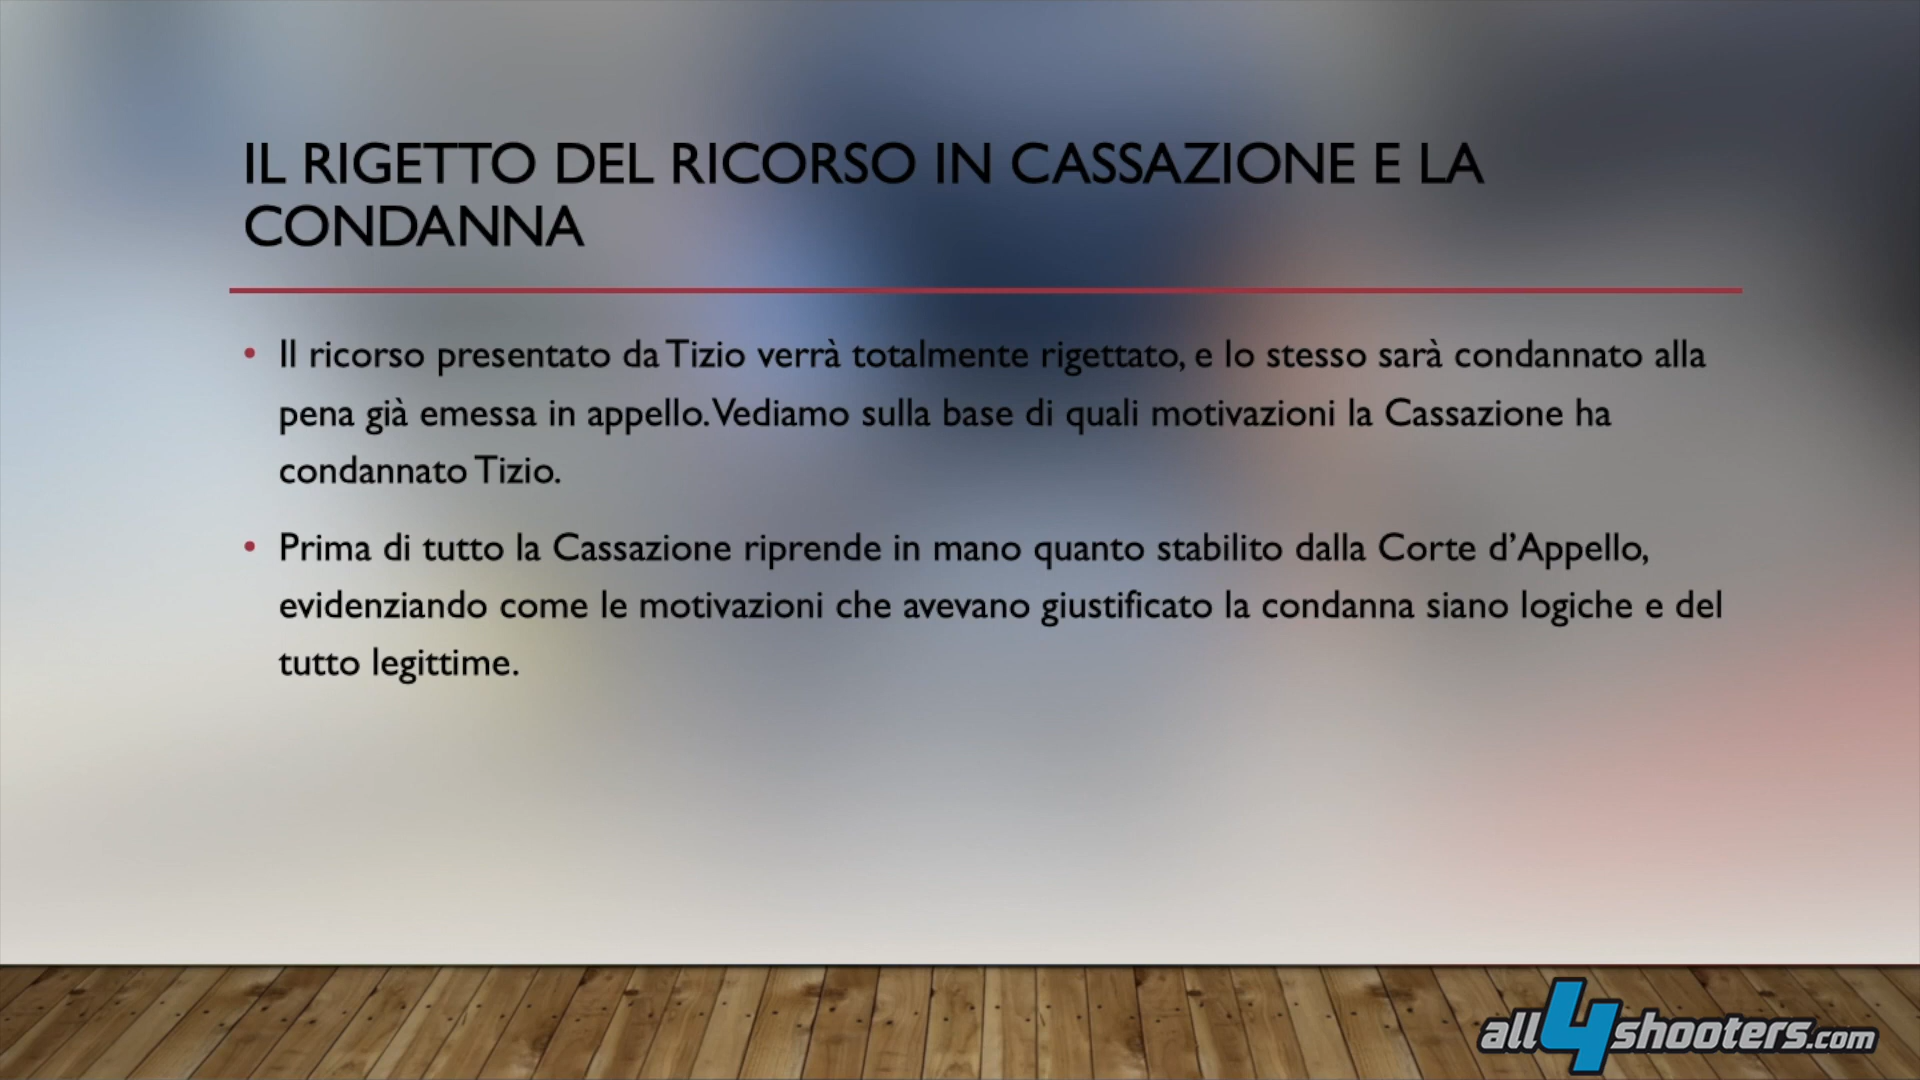 IL RIGETTO DEL RICORSO IN CASSAZIONE E LA
CONDANNA
• Il ricorso presentato da Tizio verrà totalmente rigettato, e lo stesso sarà condannato alla
pena già emessa in appello. Vediamo sulla base di quali motivazioni la Cassazione ha
condannato Tizio.
• Prima di tutto la Cassazione riprende in mano quanto stabilito dalla Corte d’Appello,
evidenziando come le motivazioni che avevano giustificato la condanna siano logiche e del
tutto legittime.
all4shooters.com